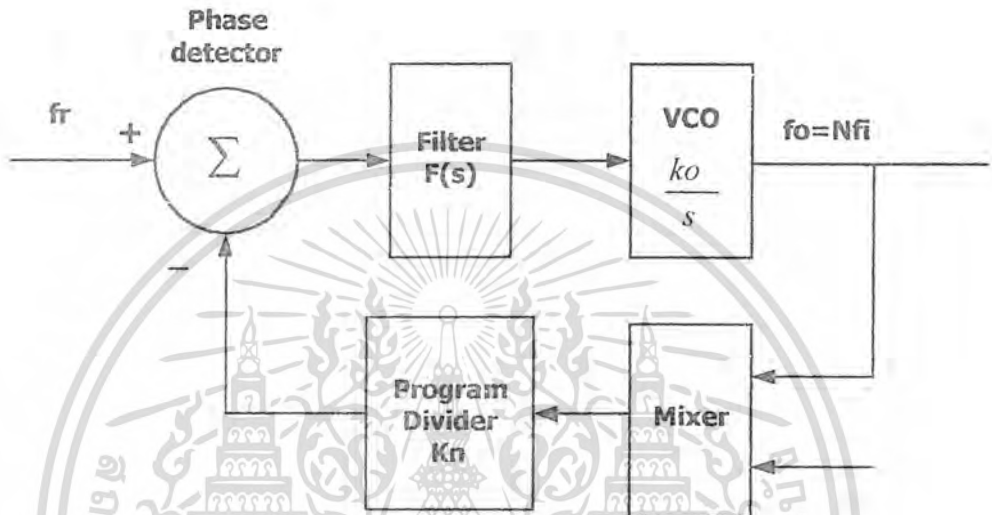 Phase
detector
fr
+
Σ
−
Filter
F(s)
VCO
ko
s
fo=Nfi
Program
Divider
Kn
Mixer